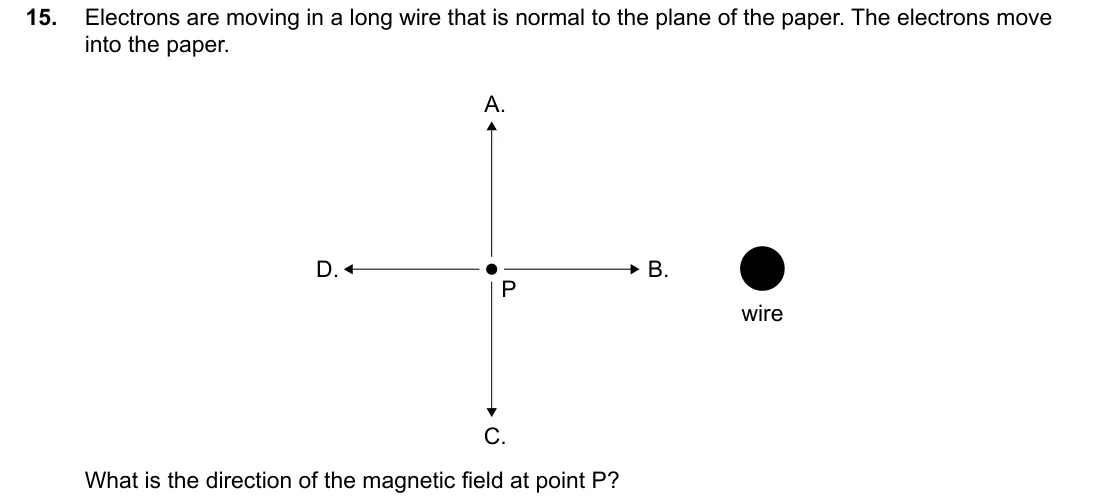 15. Electrons are moving in a long wire that is normal to the plane of the paper. The electrons move
into the paper.
A.
D.
B.
P
wire
C.
What is the direction of the magnetic field at point P?